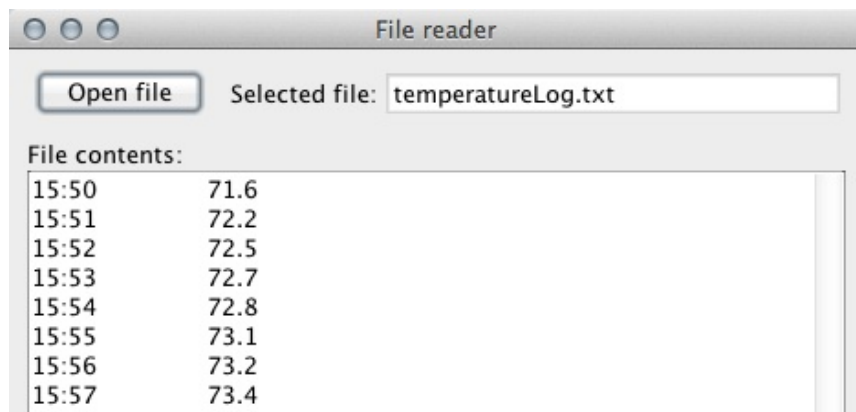 File reader
Open file Selected file: temperatureLog.txt
File contents:
15:50 71.6
15:51 72.2
15:52 72.5
15:53 72.7
15:54 72.8
15:55 73.1
15:56 73.2
15:57 73.4